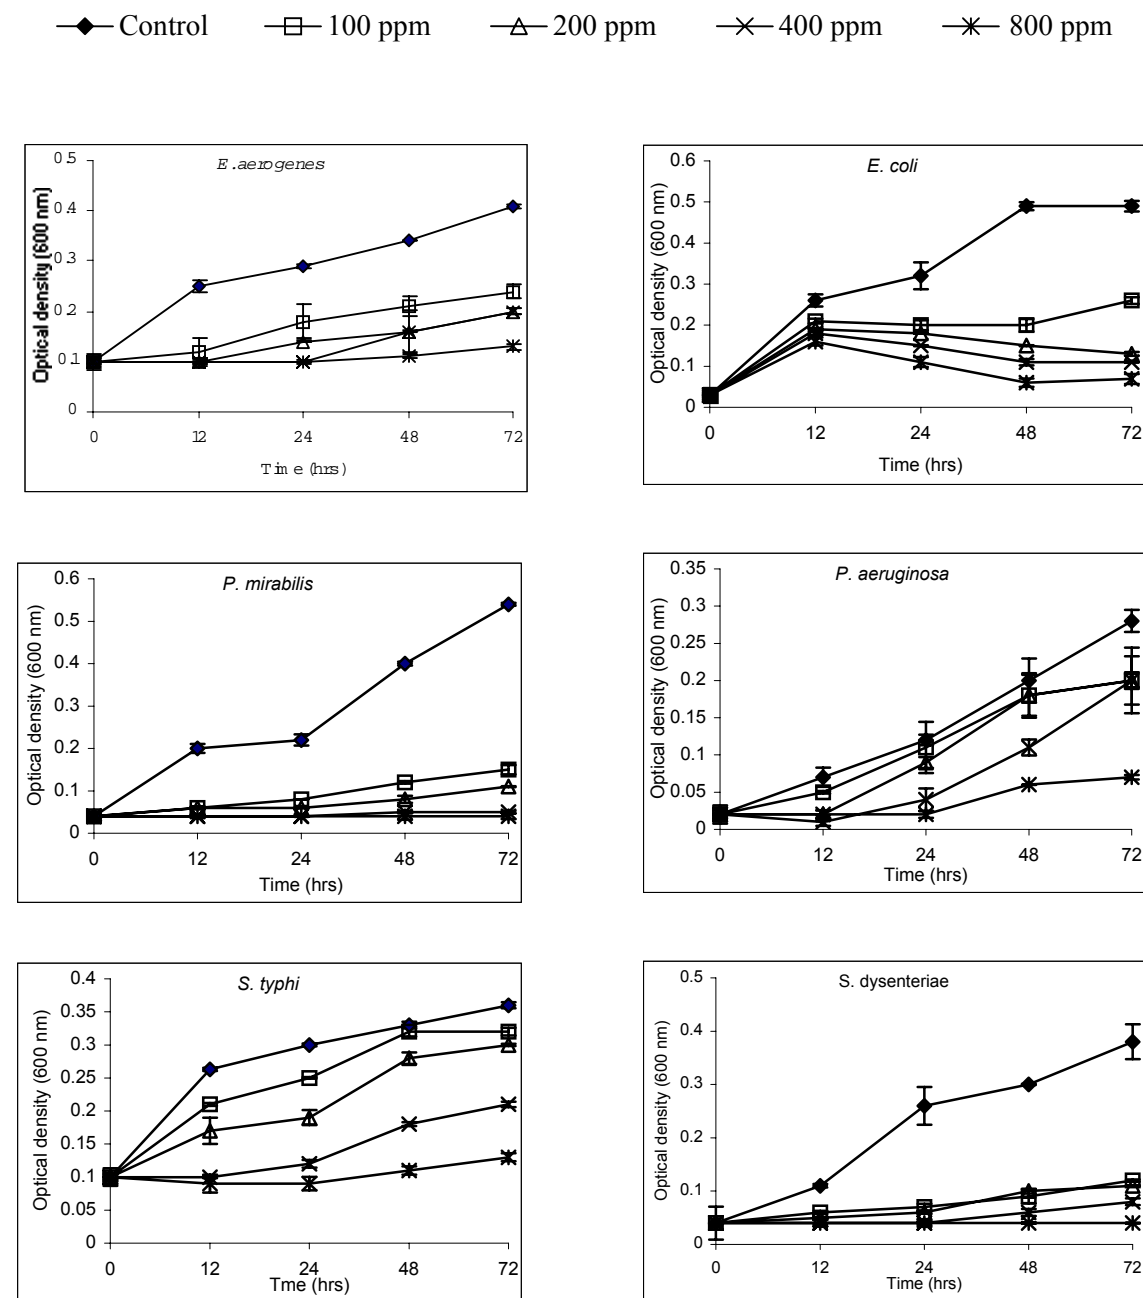 Control 100 ppm 200 ppm 400 ppm 800 ppm
E.aerogenes
Optical density (600 nm)
0.5
0.4
0.3
0.2
0.1
0
0 12 24 48 72
Time (hrs)
E. coli
Optical density (600 nm)
0.6
0.5
0.4
0.3
0.2
0.1
0
0 12 24 48 72
Time (hrs)
P. mirabilis
Optical density (600 nm)
0.6
0.5
0.4
0.3
0.2
0.1
0
0 12 24 48 72
Time (hrs)
P. aeruginosa
Optical density (600 nm)
0.35
0.3
0.25
0.2
0.15
0.1
0.05
0
0 12 24 48 72
Time (hrs)
S. typhi
Optical density (600 nm)
0.4
0.35
0.3
0.25
0.2
0.15
0.1
0.05
0
0 12 24 48 72
Tme (hrs)
S. dysenteriae
Optical density (600 nm)
0.5
0.4
0.3
0.2
0.1
0
0 12 24 48 72
Time (hrs)